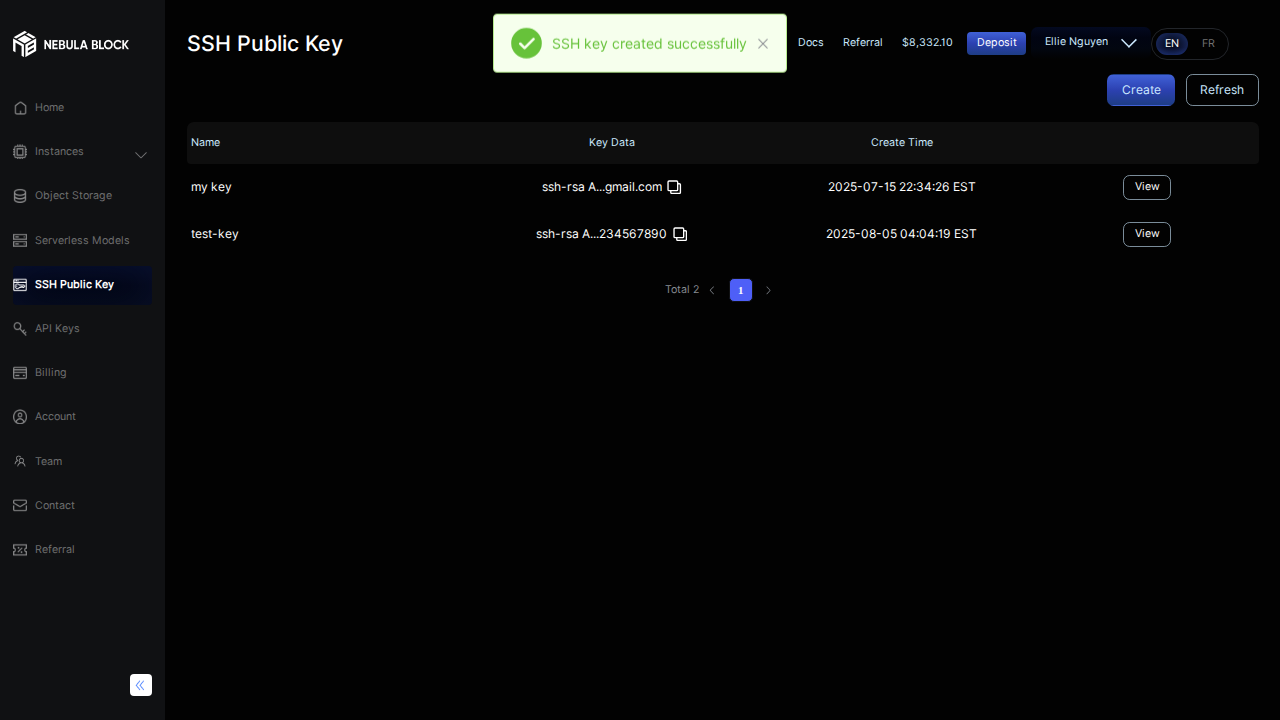 NEBULA BLOCK
Home
Instances
Object Storage
Serverless Models
SSH Public Key
API Keys
Billing
Account
Team
Contact
Referral
SSH Public Key
SSH key created successfully
Docs Referral $8,332.10 Deposit Ellie Nguyen EN FR
Create Refresh
Name Key Data Create Time
my key ssh-rsa A...gmail.com 2025-07-15 22:34:26 EST View
test-key ssh-rsa A...234567890 2025-08-05 04:04:19 EST View
Total 2 1